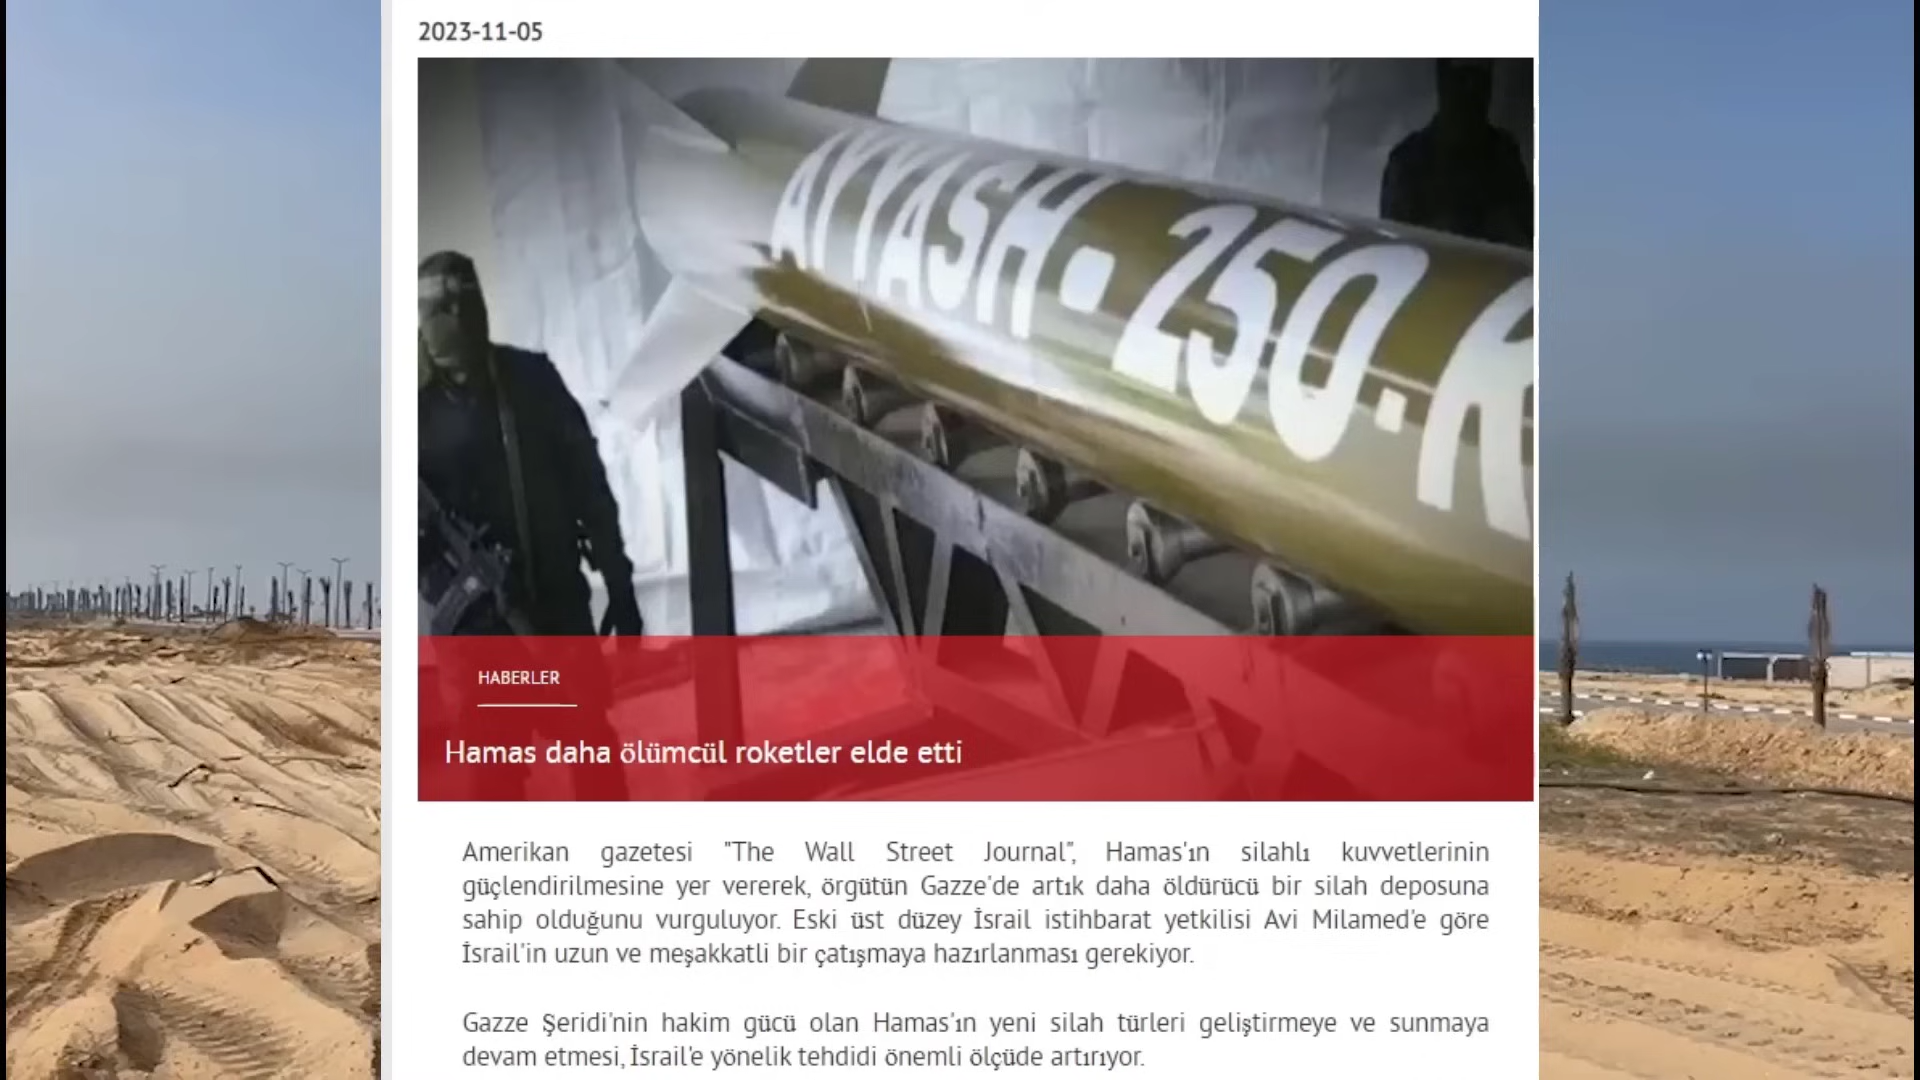 2023-11-05
AYYASH-250.K
HABERLER
Hamas daha ölümcül roketler elde etti
Amerikan gazetesi "The Wall Street Journal", Hamas'ın silahlı kuvvetlerinin
güçlendirilmesine yer vererek, örgütün Gazze'de artık daha öldürücü bir silah deposuna
sahip olduğunu vurguluyor. Eski üst düzey İsrail istihbarat yetkilisi Avi Milamed'e göre
İsrail'in uzun ve meşakkatli bir çatışmaya hazırlanması gerekiyor.
Gazze Şeridi'nin hakim gücü olan Hamas'ın yeni silah türleri geliştirmeye ve sunmaya
devam etmesi, İsrail'e yönelik tehdidi önemli ölçüde artırıyor.